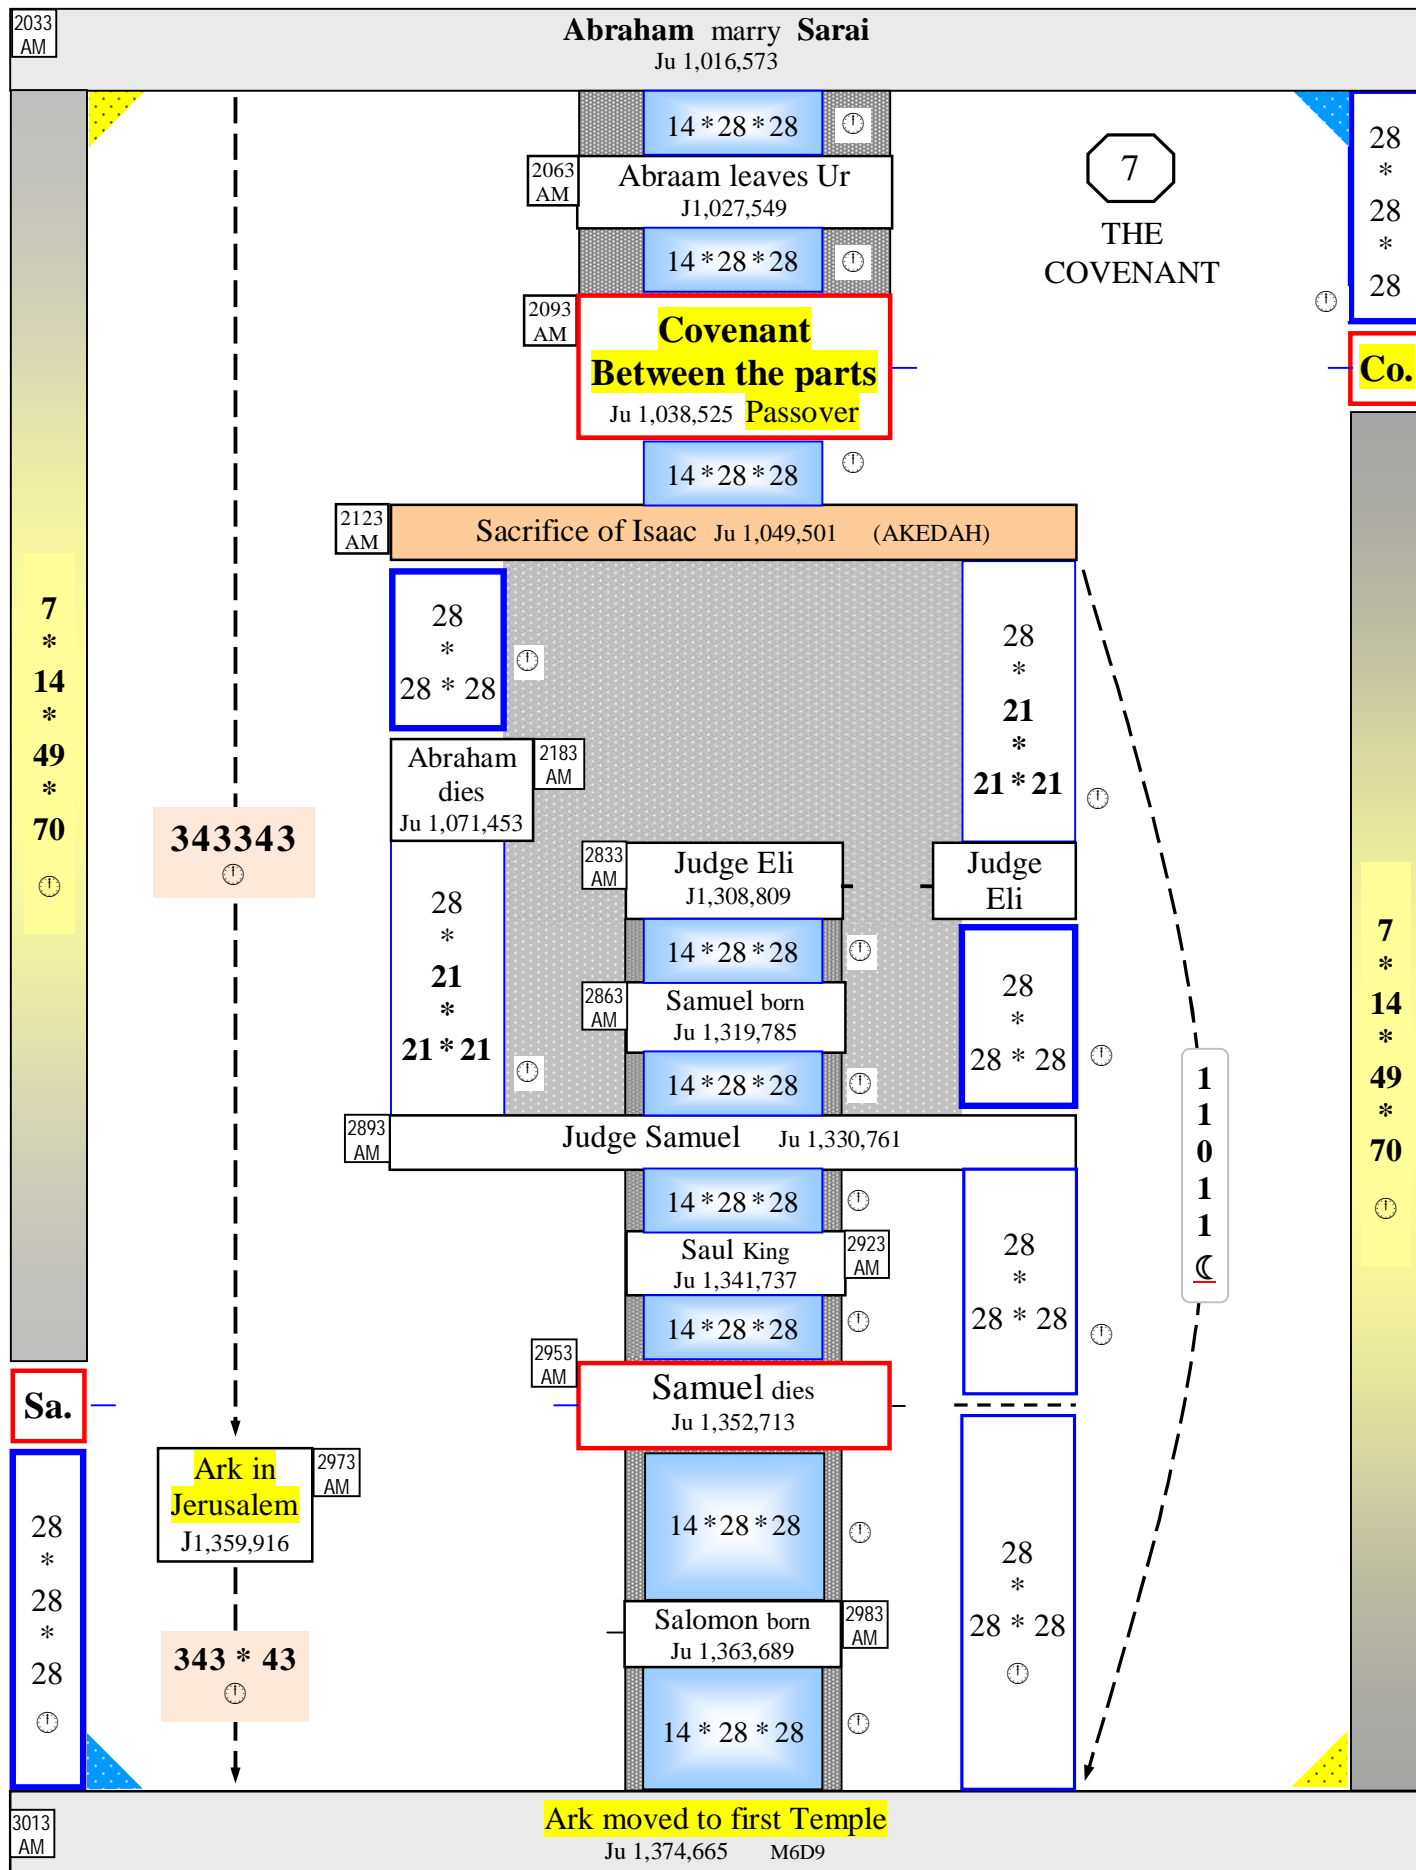 2033
AM
Abraham marry Sarai
Ju 1,016,573
14 * 28 * 28
2063
AM
Abraam leaves Ur
J1,027,549
7
THE
COVENANT
28
*
28
*
28
14 * 28 * 28
2093
AM
Covenant
Between the parts
Ju 1,038,525 Passover
Co.
14 * 28 * 28
2123
AM
Sacrifice of Isaac Ju 1,049,501 (AKEDAH)
7
*
14
*
49
*
70
28
*
28 * 28
28
*
21
*
21 * 21
Abraham
dies
Ju 1,071,453
2183
AM
343343
2833
AM
Judge Eli
J1,308,809
Judge
Eli
28
*
21
*
21 * 21
14 * 28 * 28
2863
AM
Samuel born
Ju 1,319,785
28
*
28 * 28
7
*
14
*
49
*
70
14 * 28 * 28
1
1
0
1
1
☾
2893
AM
Judge Samuel Ju 1,330,761
14 * 28 * 28
Saul King
Ju 1,341,737
2923
AM
28
*
28 * 28
14 * 28 * 28
2953
AM
Samuel dies
Ju 1,352,713
Sa.
Ark in
Jerusalem
J1,359,916
2973
AM
28
*
28
*
28
14 * 28 * 28
28
*
28 * 28
Salomon born
Ju 1,363,689
2983
AM
343 * 43
14 * 28 * 28
3013
AM
Ark moved to first Temple
Ju 1,374,665 M6D9